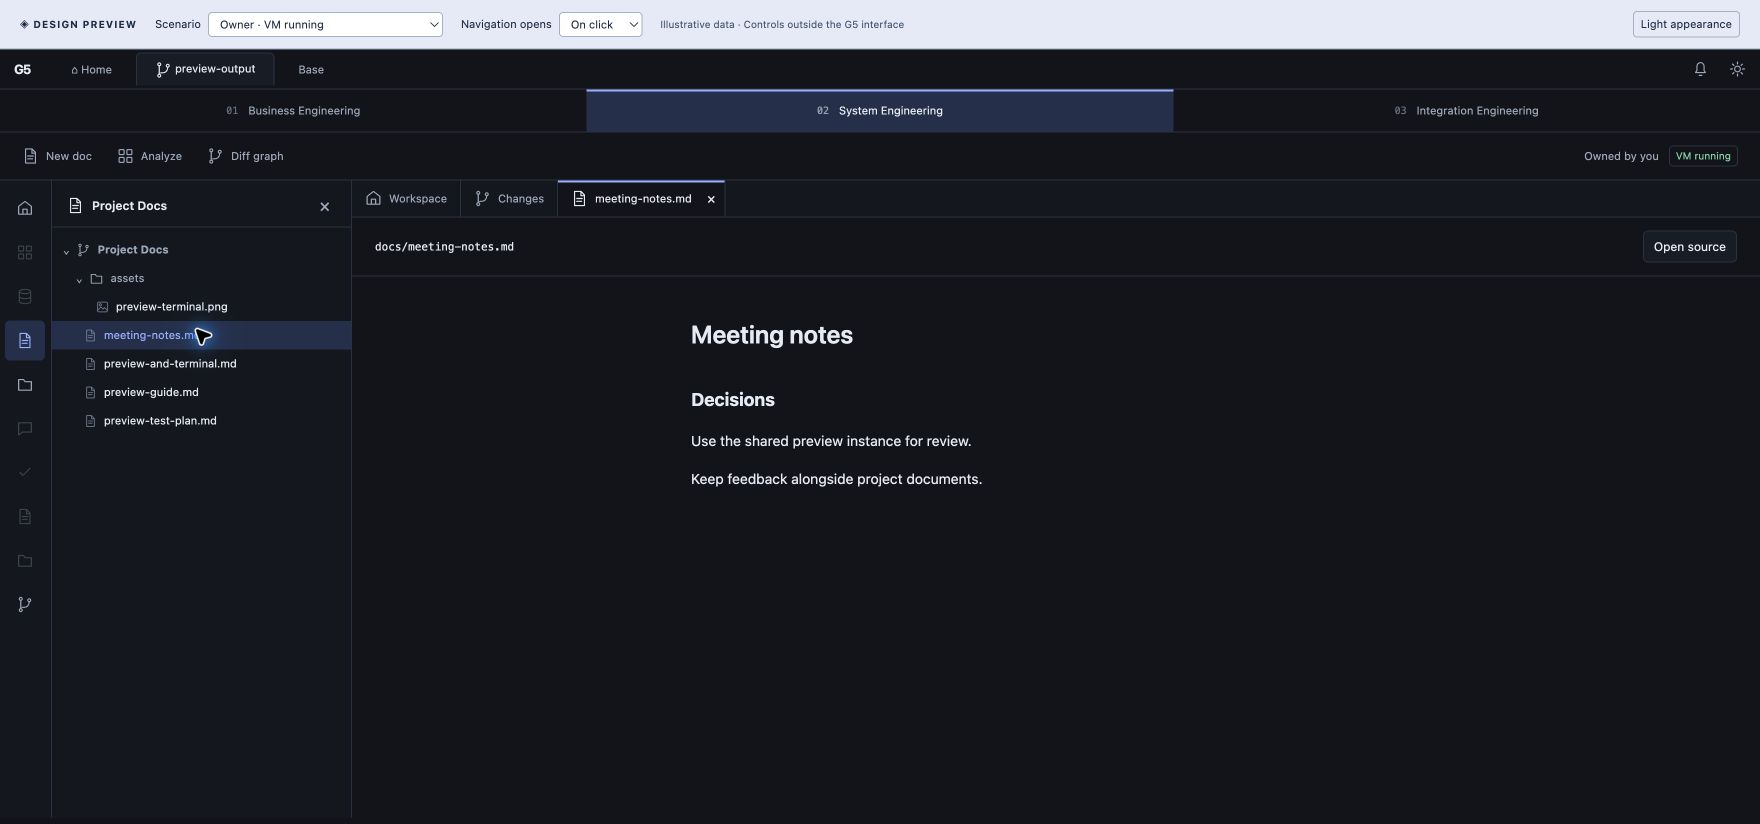 DESIGN PREVIEW Scenario Owner · VM running Navigation opens On click Illustrative data · Controls outside the G5 interface Light appearance
G5 Home preview-output Base
01 Business Engineering 02 System Engineering 03 Integration Engineering
New doc Analyze Diff graph Owned by you VM running
Project Docs
Workspace Changes meeting-notes.md
Project Docs
assets
preview-terminal.png
meeting-notes.m
preview-and-terminal.md
preview-guide.md
preview-test-plan.md
docs/meeting-notes.md Open source
Meeting notes
Decisions
Use the shared preview instance for review.
Keep feedback alongside project documents.